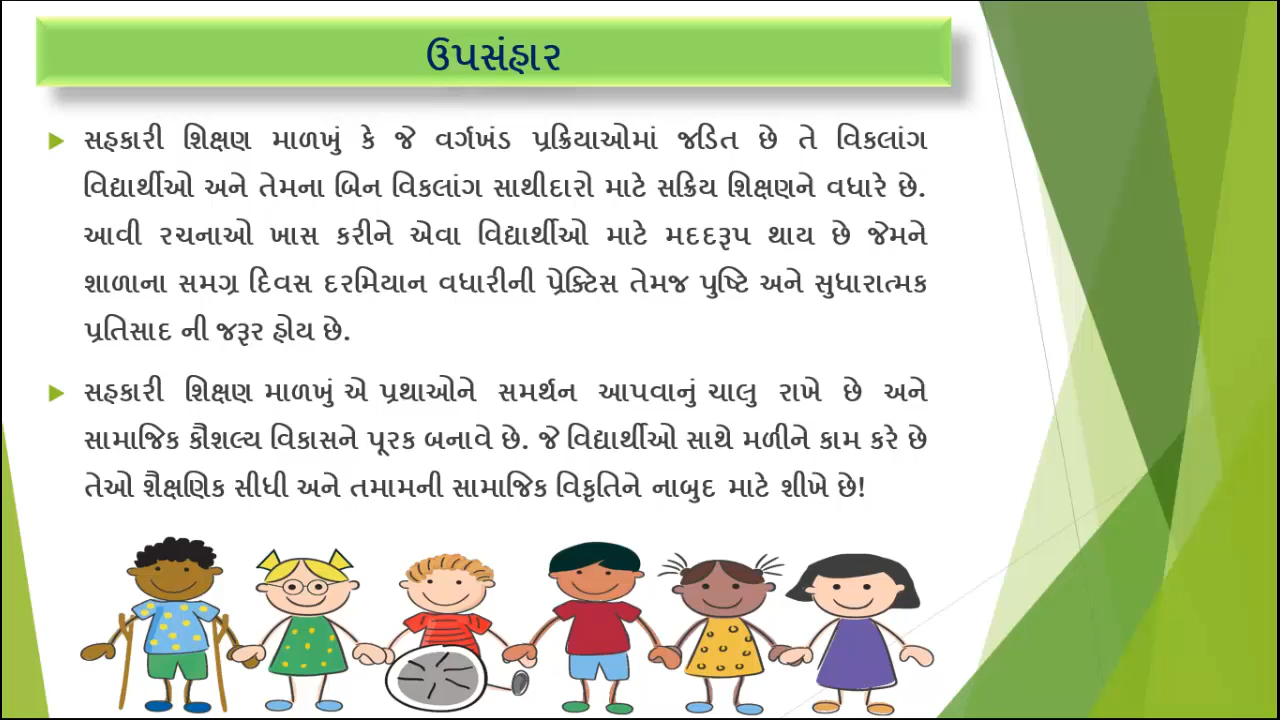 ઉપસંહાર
સહકારી શિક્ષણ માળખું કે જે વર્ગખંડ પ્રક્રિયાઓમાં જડિત છે તે વિકલાંગ
વિદ્યાર્થીઓ અને તેમના બિન વિકલાંગ સાથીદારો માટે સક્રિય શિક્ષણને વધારે છે.
આવી રચનાઓ ખાસ કરીને એવા વિદ્યાર્થીઓ માટે મદદરૂપ થાય છે જેમને
શાળાના સમગ્ર દિવસ દરમિયાન વધારીની પ્રેક્ટિસ તેમજ પુષ્ટિ અને સુધારાત્મક
પ્રતિસાદ ની જરૂર હોય છે.
સહકારી શિક્ષણ માળખું એ પ્રથાઓને સમર્થન આપવાનું ચાલુ રાખે છે અને
સામાજિક કૌશલ્ય વિકાસને પૂરક બનાવે છે. જે વિદ્યાર્થીઓ સાથે મળીને કામ કરે છે
તેઓ શૈક્ષણિક સીધી અને તમામની સામાજિક વિકૃતિને નાબુદ માટે શીખે છે!